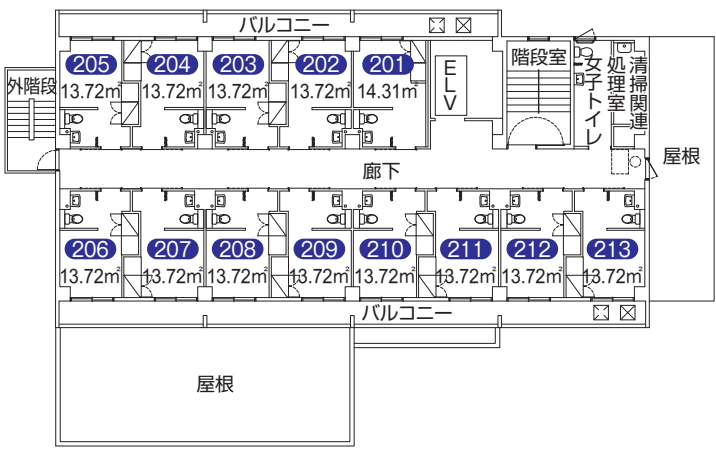 バルコニー
205
204
203
202
201
13.72㎡
13.72㎡
13.72㎡
13.72㎡
14.31㎡
ELV
階段室
女子トイレ
清掃関連
処理室
外階段
屋根
廊下
206
207
208
209
210
211
212
213
13.72㎡
13.72㎡
13.72㎡
13.72㎡
13.72㎡
13.72㎡
13.72㎡
13.72㎡
バルコニー
屋根